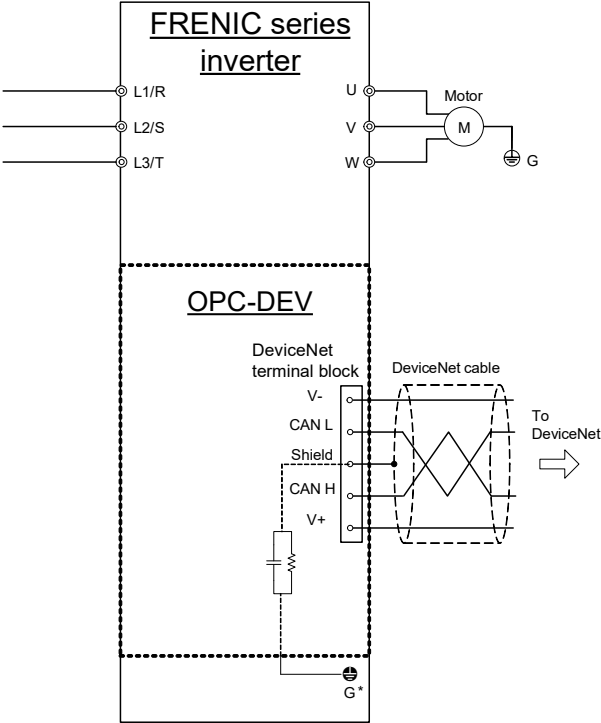 FRENIC series
inverter
L1/R
L2/S
L3/T
U
V
W
Motor
M
G
OPC-DEV
DeviceNet
terminal block
DeviceNet cable
V-
CAN L
Shield
CAN H
V+
To
DeviceNet
G*